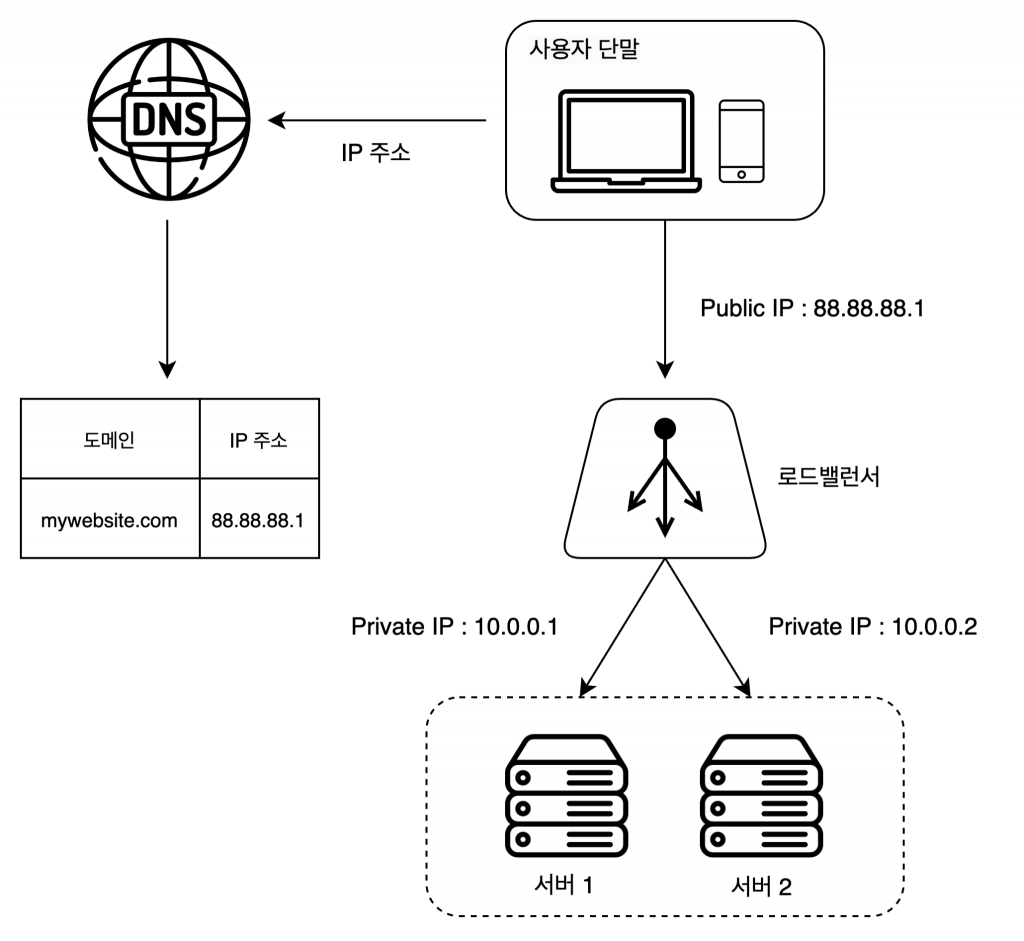 사용자 단말
DNS
IP 주소
Public IP : 88.88.88.1
도메인
IP 주소
mywebsite.com
88.88.88.1
로드밸런서
Private IP : 10.0.0.1
Private IP : 10.0.0.2
서버 1
서버 2